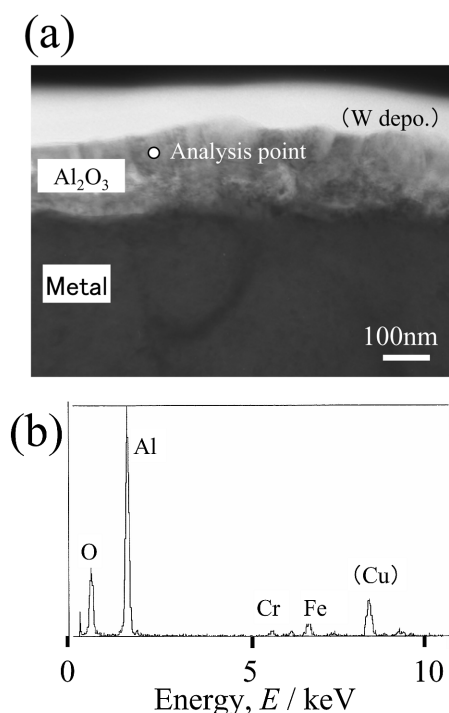 (a)
(W depo.)
Analysis point
Al₂O₃
Metal
100nm
(b)
Al
O
(Cu)
Cr
Fe
0
5
10
Energy, E / keV